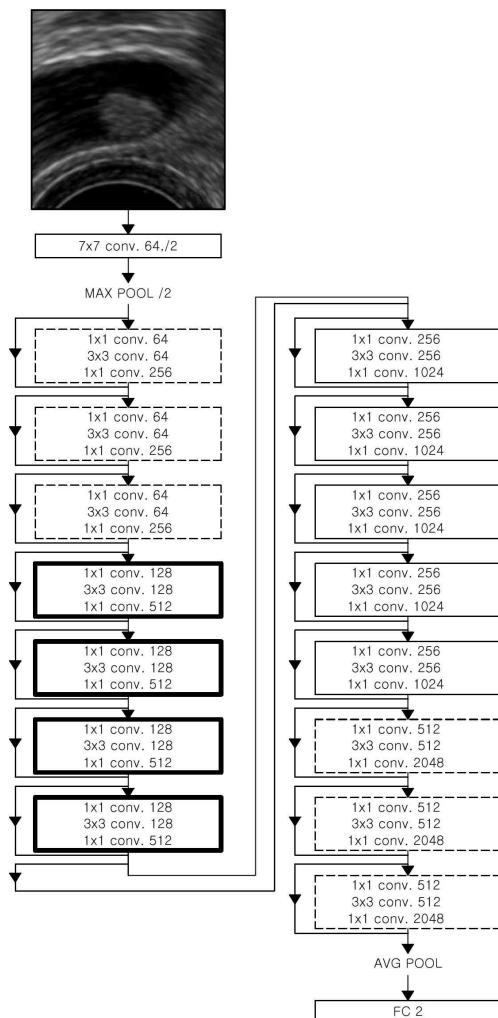 7x7 conv. 64,/2
MAX POOL /2
1x1 conv. 64
3x3 conv. 64
1x1 conv. 256
1x1 conv. 64
3x3 conv. 64
1x1 conv. 256
1x1 conv. 64
3x3 conv. 64
1x1 conv. 256
1x1 conv. 128
3x3 conv. 128
1x1 conv. 512
1x1 conv. 128
3x3 conv. 128
1x1 conv. 512
1x1 conv. 128
3x3 conv. 128
1x1 conv. 512
1x1 conv. 128
3x3 conv. 128
1x1 conv. 512
1x1 conv. 256
3x3 conv. 256
1x1 conv. 1024
1x1 conv. 256
3x3 conv. 256
1x1 conv. 1024
1x1 conv. 256
3x3 conv. 256
1x1 conv. 1024
1x1 conv. 256
3x3 conv. 256
1x1 conv. 1024
1x1 conv. 256
3x3 conv. 256
1x1 conv. 1024
1x1 conv. 512
3x3 conv. 512
1x1 conv. 2048
1x1 conv. 512
3x3 conv. 512
1x1 conv. 2048
1x1 conv. 512
3x3 conv. 512
1x1 conv. 2048
AVG POOL
FC 2